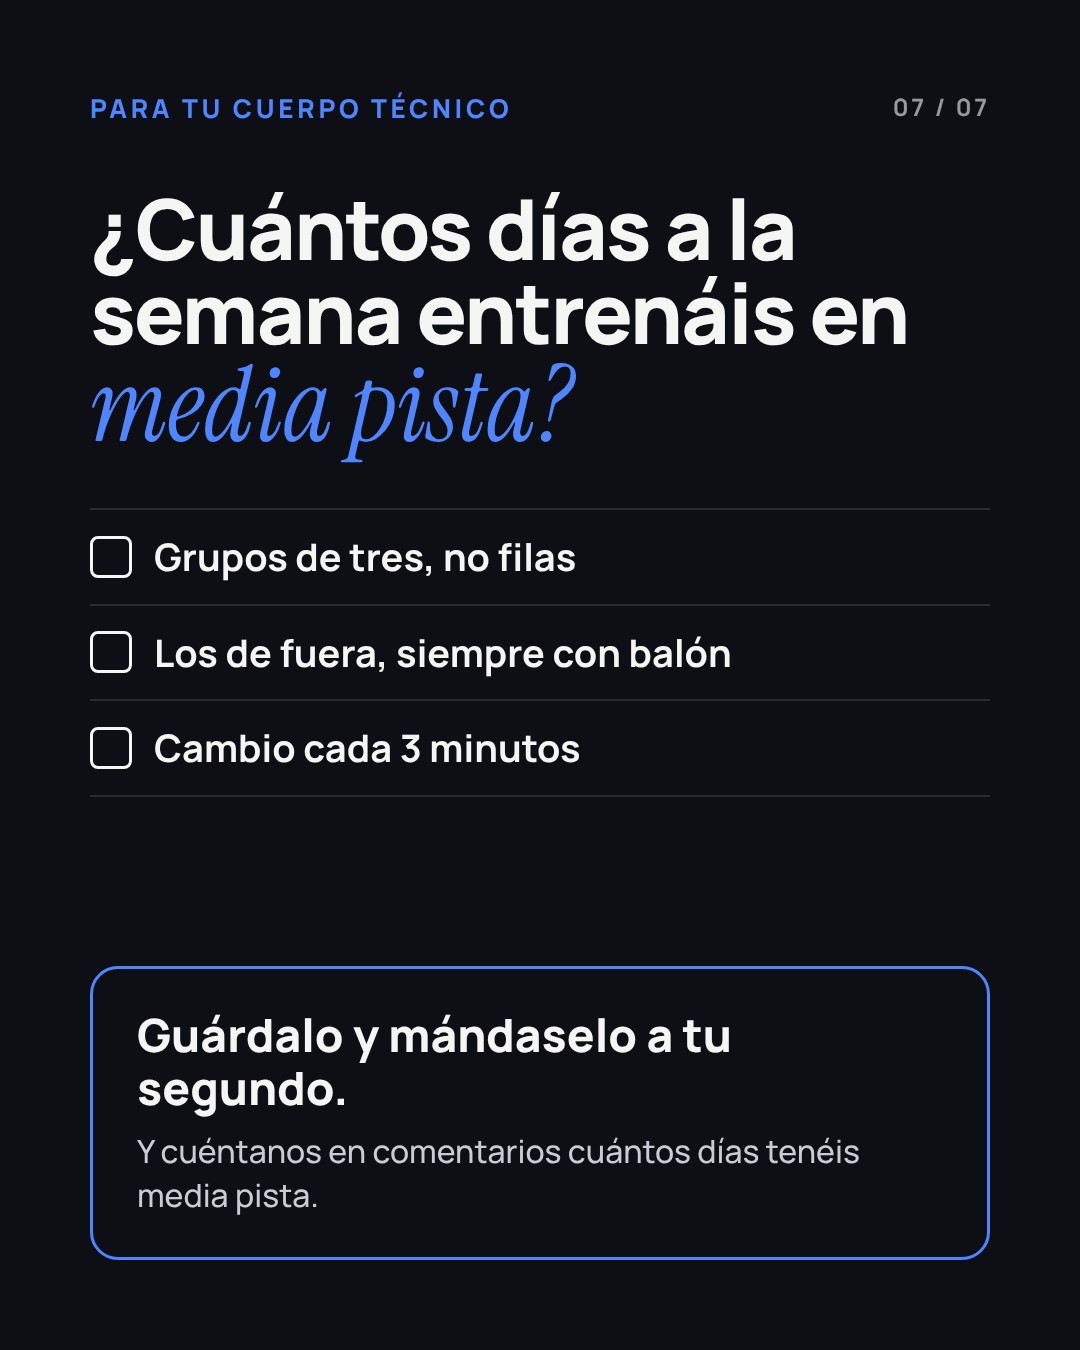 PARA TU CUERPO TÉCNICO
07 / 07
¿Cuántos días a la
semana entrenáis en
media pista?
Grupos de tres, no filas
Los de fuera, siempre con balón
Cambio cada 3 minutos
Guárdalo y mándaselo a tu
segundo.
Y cuéntanos en comentarios cuántos días tenéis
media pista.